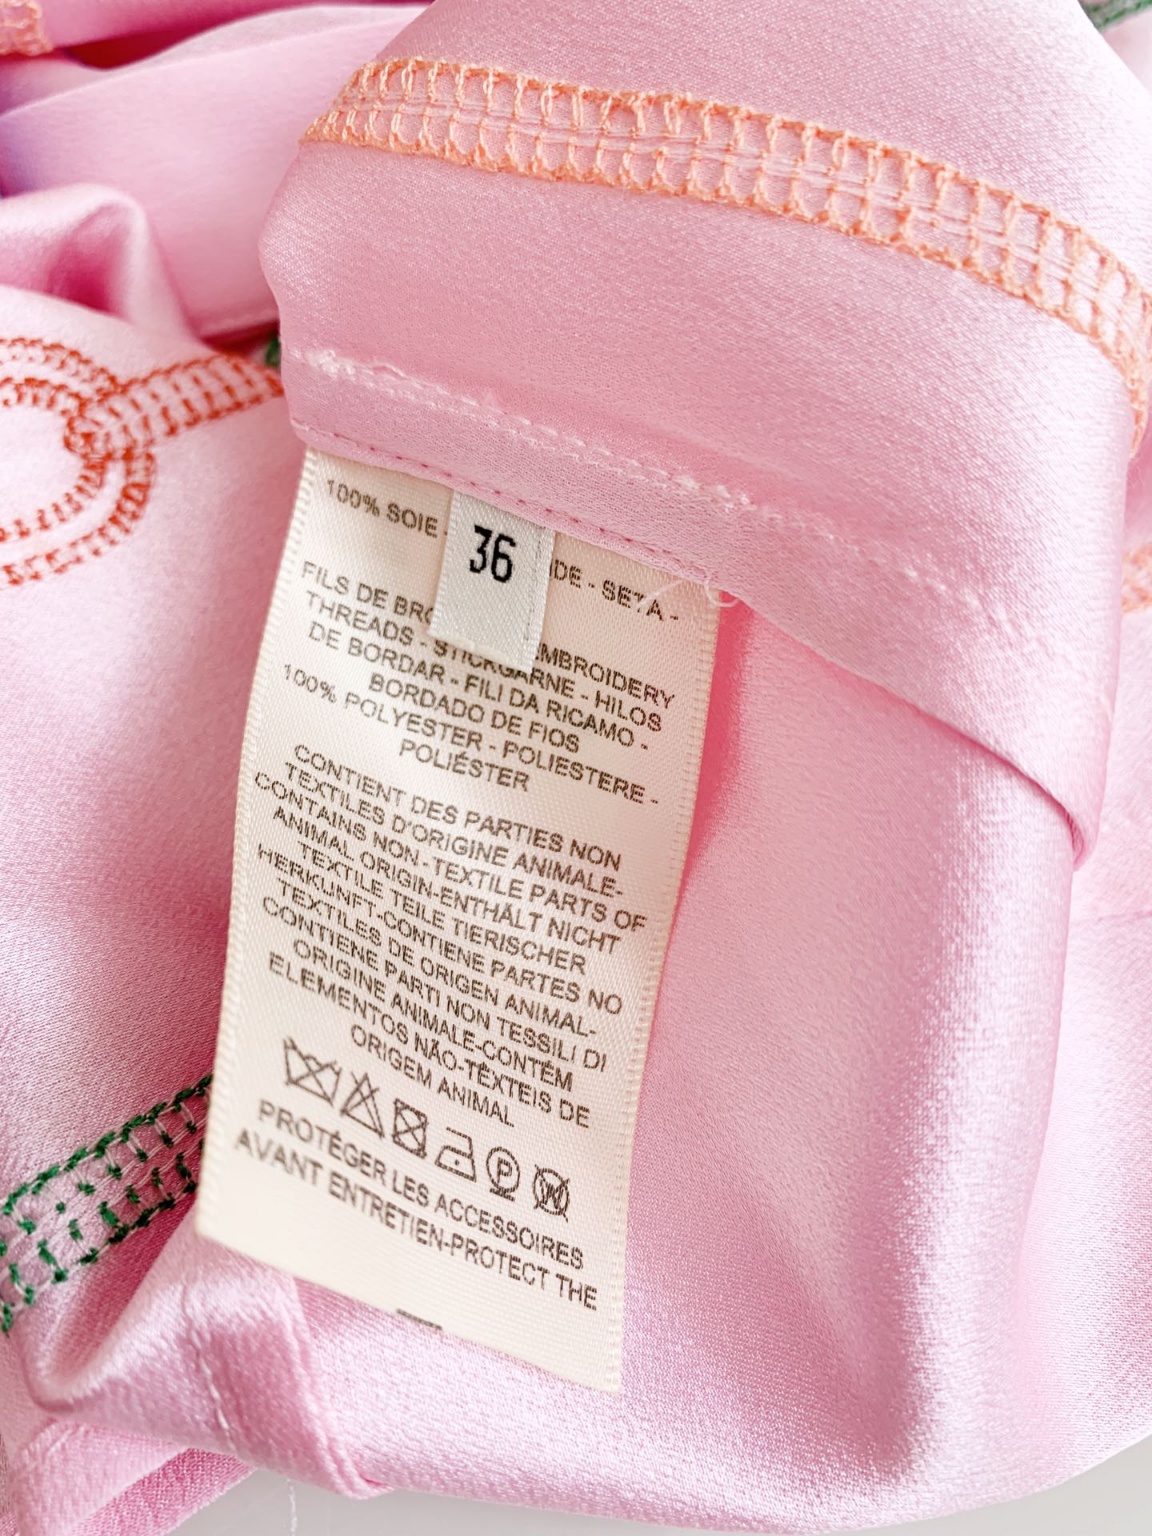 100% SOIE -
36
DE - SETA -
FILS DE
EMBROIDERY
THREADS - STICKGARNE - HILOS
DE BORDAR - FILI DA RICAMO -
BORDADO DE FIOS
100% POLYESTER - POLIESTERE -
POLIÉSTER
CONTIENT DES PARTIES NON
TEXTILES D'ORIGINE ANIMALE-
CONTAINS NON-TEXTILE PARTS OF
ANIMAL ORIGIN-ENTHÄLT NICHT
TEXTILE TEILE TIERISCHER
HERKUNFT-CONTIENE PARTES NO
TEXTILES DE ORIGEN ANIMAL-
CONTIENE PARTI NON TESSILI DI
ORIGINE ANIMALE-CONTÉM
ELEMENTOS NÃO-TÊXTEIS DE
ORIGEM ANIMAL
P W
PROTÉGER LES ACCESSOIRES
AVANT ENTRETIEN-PROTECT THE